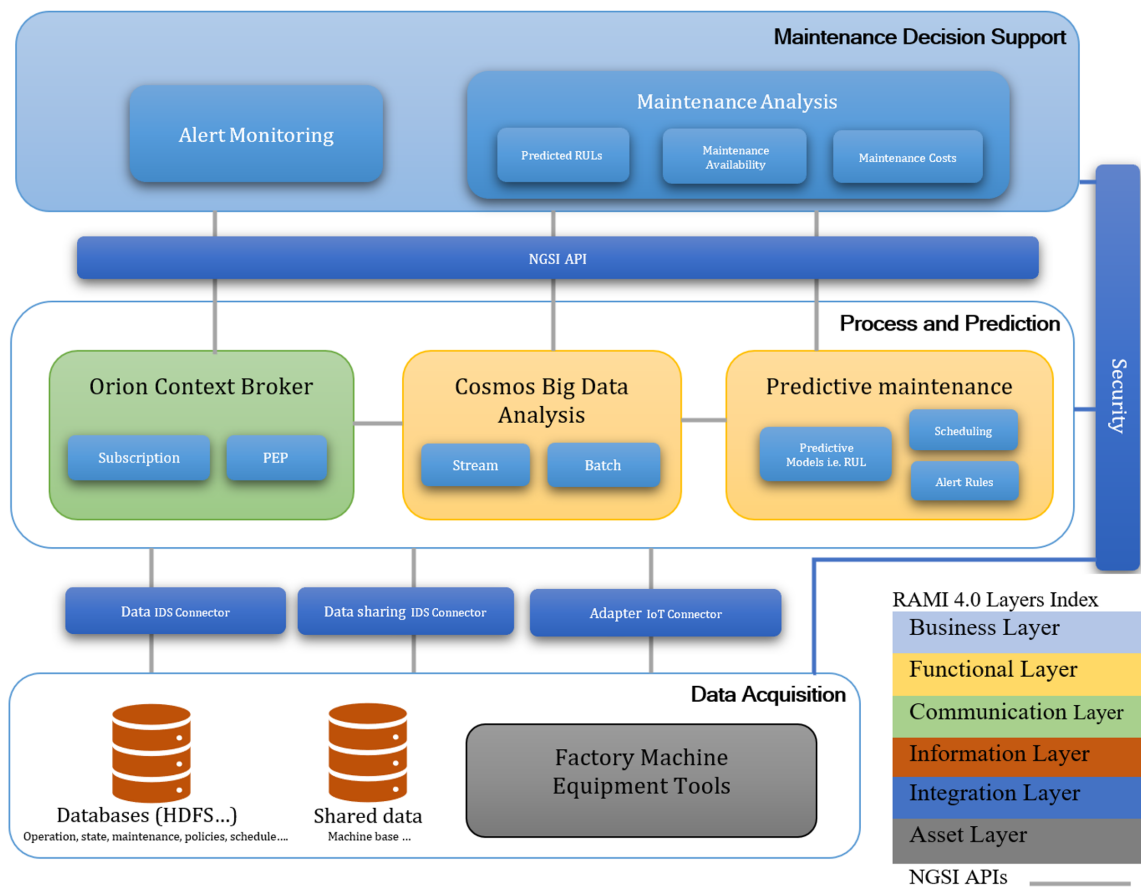 Maintenance Decision Support
Alert Monitoring
Maintenance Analysis
Predicted RULs
Maintenance
Availability
Maintenance Costs
NGSI API
Process and Prediction
Security
Orion Context Broker
Subscription
PEP
Cosmos Big Data
Analysis
Stream
Batch
Predictive maintenance
Predictive
Models i.e. RUL
Scheduling
Alert Rules
Data IDS Connector
Data sharing IDS Connector
Adapter IoT Connector
Data Acquisition
Databases (HDFS...)
Operation, state, maintenance, policies, schedule....
Shared data
Machine base ...
Factory Machine
Equipment Tools
RAMI 4.0 Layers Index
Business Layer
Functional Layer
Communication Layer
Information Layer
Integration Layer
Asset Layer
NGSI APIs